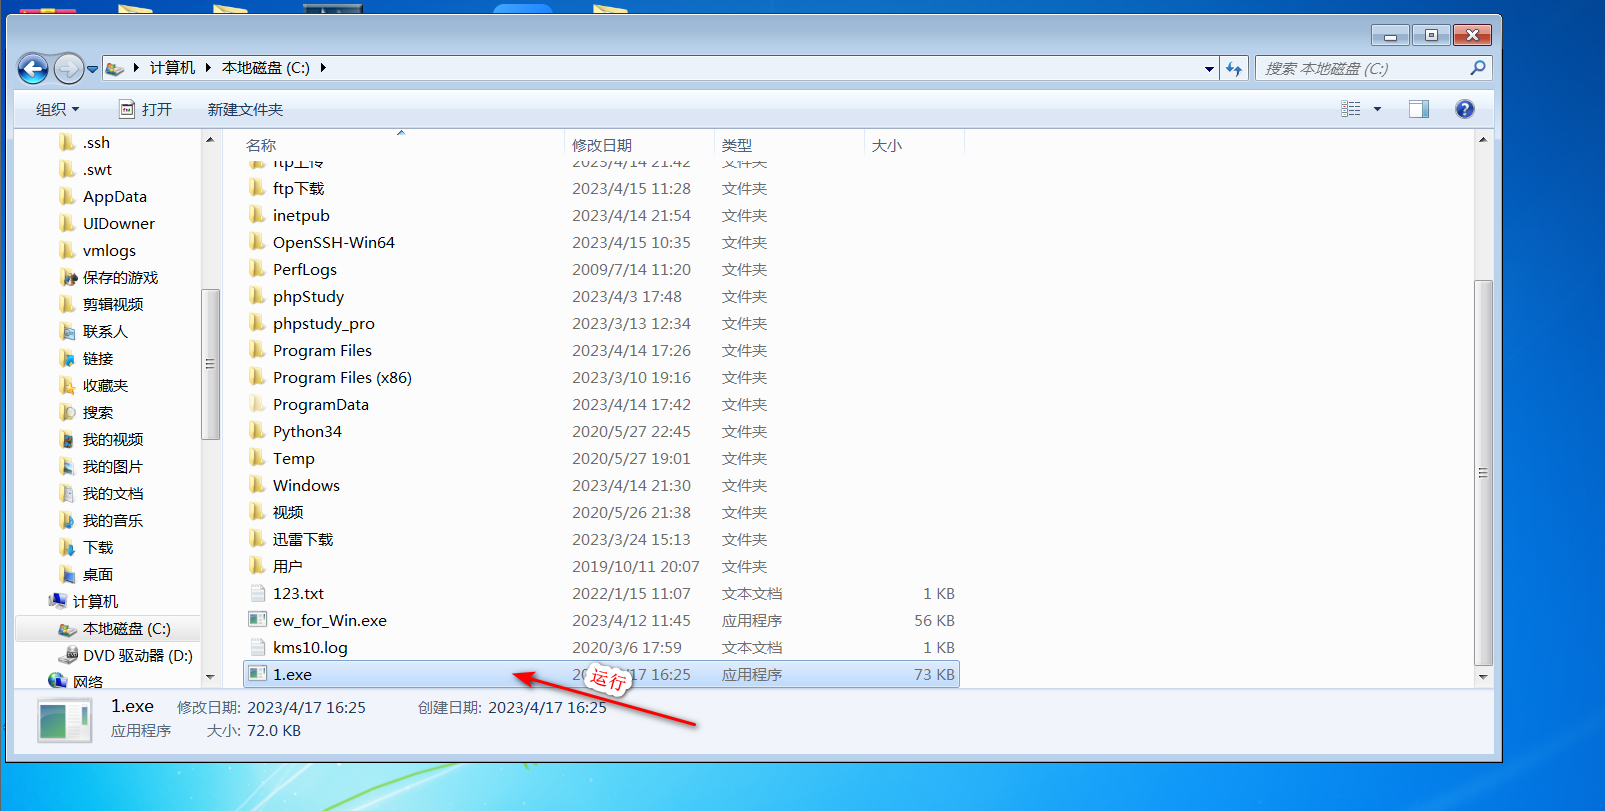 计算机 本地磁盘 (C:) 搜索 本地磁盘 (C:)
组织 打开 新建文件夹
.ssh
.swt
AppData
UIDowner
vmlogs
保存的游戏
剪辑视频
联系人
链接
收藏夹
搜索
我的视频
我的图片
我的文档
我的音乐
下载
桌面
计算机
本地磁盘 (C:)
DVD 驱动器 (D:)
网络
名称 修改日期 类型 大小
ftp上传 2023/4/14 21:42 文件夹
ftp下载 2023/4/15 11:28 文件夹
inetpub 2023/4/14 21:54 文件夹
OpenSSH-Win64 2023/4/15 10:35 文件夹
PerfLogs 2009/7/14 11:20 文件夹
phpStudy 2023/4/3 17:48 文件夹
phpstudy_pro 2023/3/13 12:34 文件夹
Program Files 2023/4/14 17:26 文件夹
Program Files (x86) 2023/3/10 19:16 文件夹
ProgramData 2023/4/14 17:42 文件夹
Python34 2020/5/27 22:45 文件夹
Temp 2020/5/27 19:01 文件夹
Windows 2023/4/14 21:30 文件夹
视频 2020/5/26 21:38 文件夹
迅雷下载 2023/3/24 15:13 文件夹
用户 2019/10/11 20:07 文件夹
123.txt 2022/1/15 11:07 文本文档 1 KB
ew_for_Win.exe 2023/4/12 11:45 应用程序 56 KB
kms10.log 2020/3/6 17:59 文本文档 1 KB
1.exe 16:25 应用程序 73 KB
运行
1.exe 修改日期: 2023/4/17 16:25 创建日期: 2023/4/17 16:25
应用程序 大小: 72.0 KB